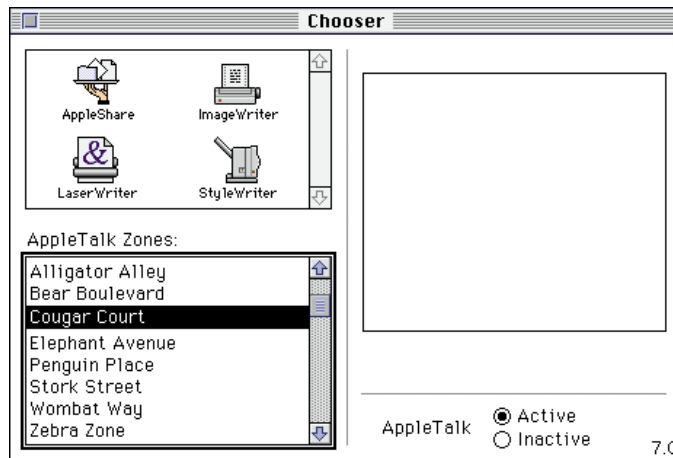 Chooser
AppleShare
ImageWriter
&
LaserWriter
StyleWriter
AppleTalk Zones:
Alligator Alley
Bear Boulevard
Cougar Court
Elephant Avenue
Penguin Place
Stork Street
Wombat Way
Zebra Zone
AppleTalk
Active
Inactive